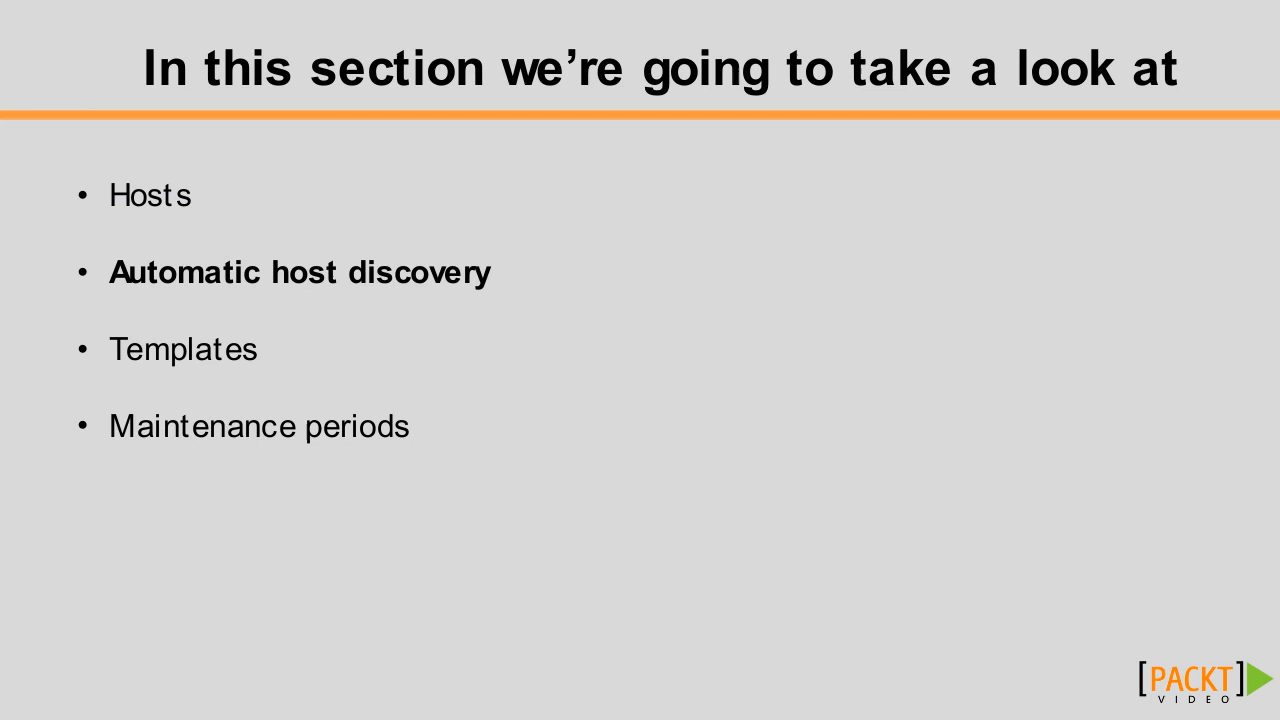 In this section we’re going to take a look at
• Hosts
• Automatic host discovery
• Templates
• Maintenance periods
[PACKT]
VIDEO